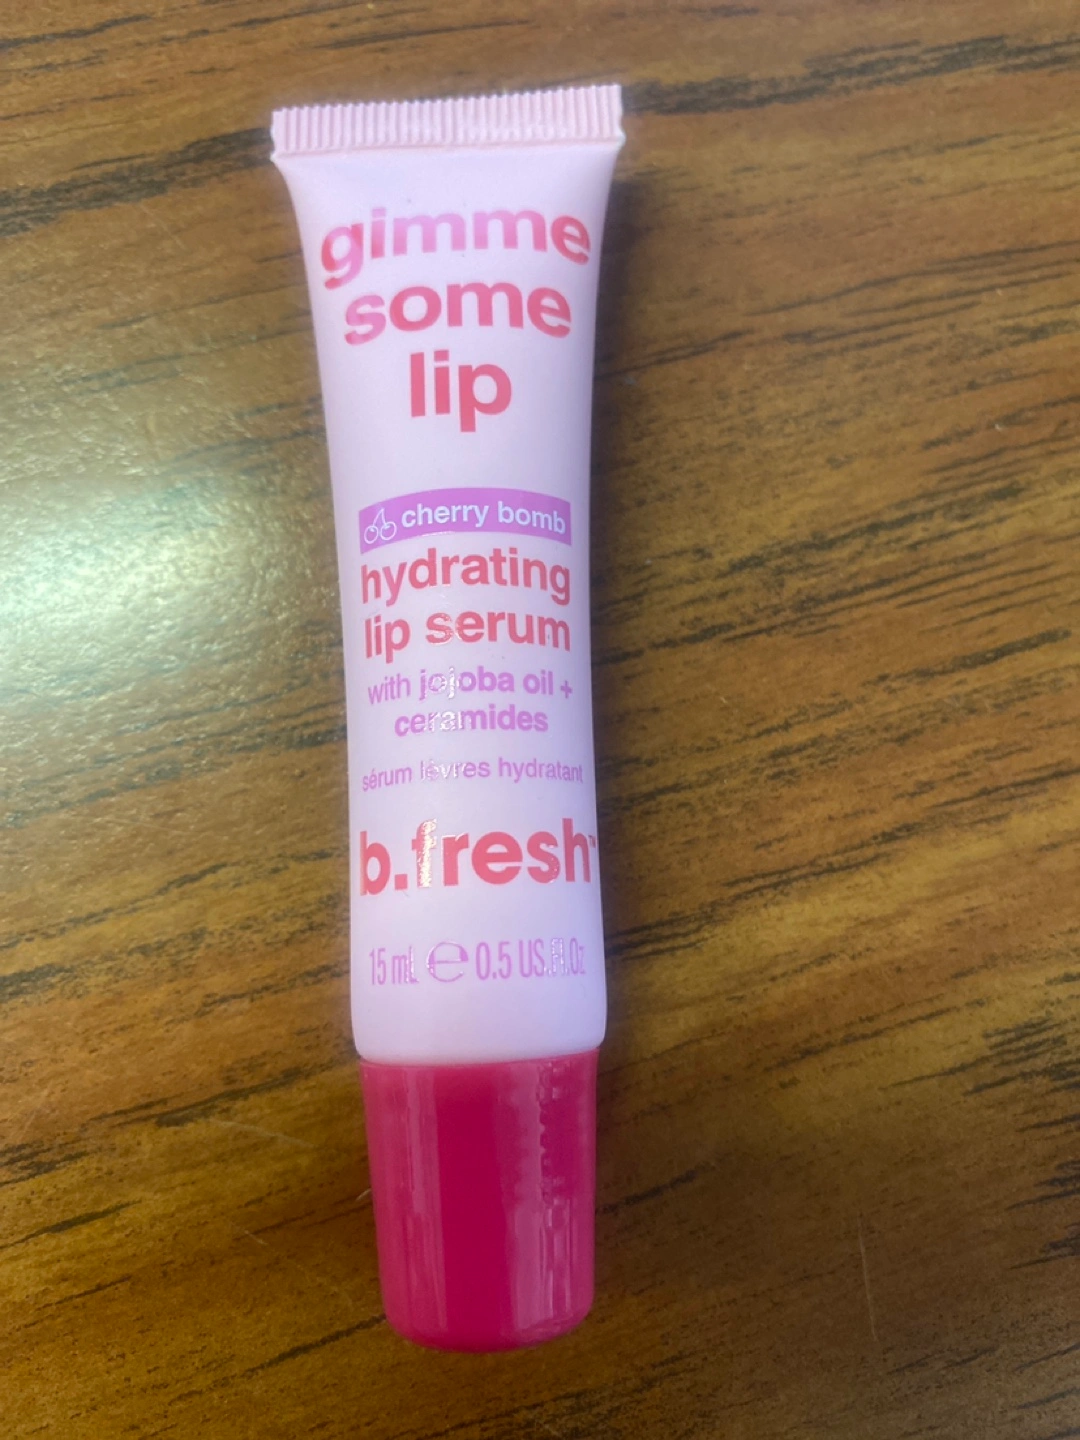 gimme
some
lip
cherry bomb
hydrating
lip serum
with jojoba oil +
ceramides
sérum lèvres hydratant
b.fresh™
15 mL ℮ 0.5 US.Fl.Oz